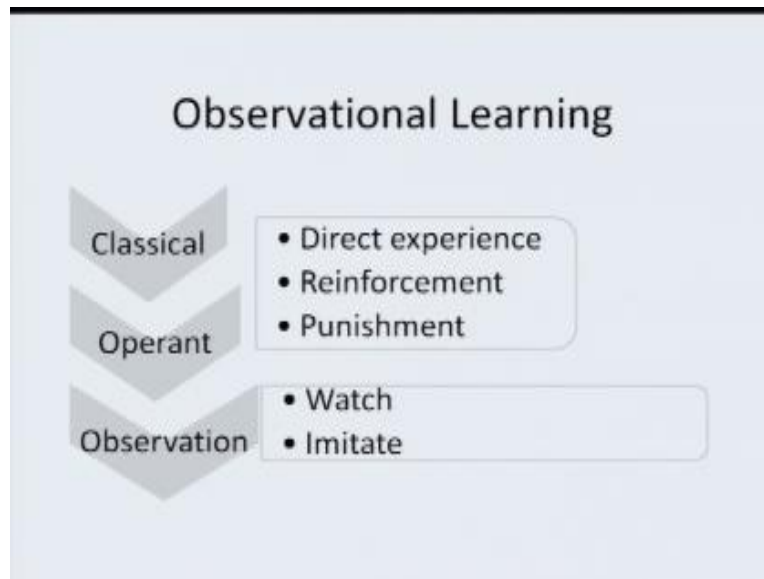 Observational Learning
Classical
• Direct experience
• Reinforcement
• Punishment
Operant
Observation
• Watch
• Imitate